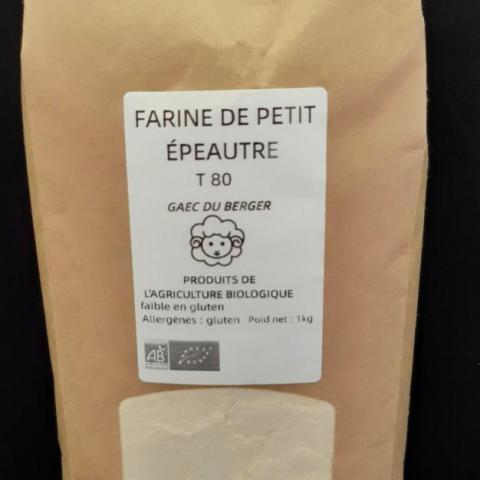 FARINE DE PETIT
ÉPEAUTRE
T 80
GAEC DU BERGER
PRODUITS DE
L'AGRICULTURE BIOLOGIQUE
faible en gluten
Allergènes : gluten Poid net : 1kg
AB